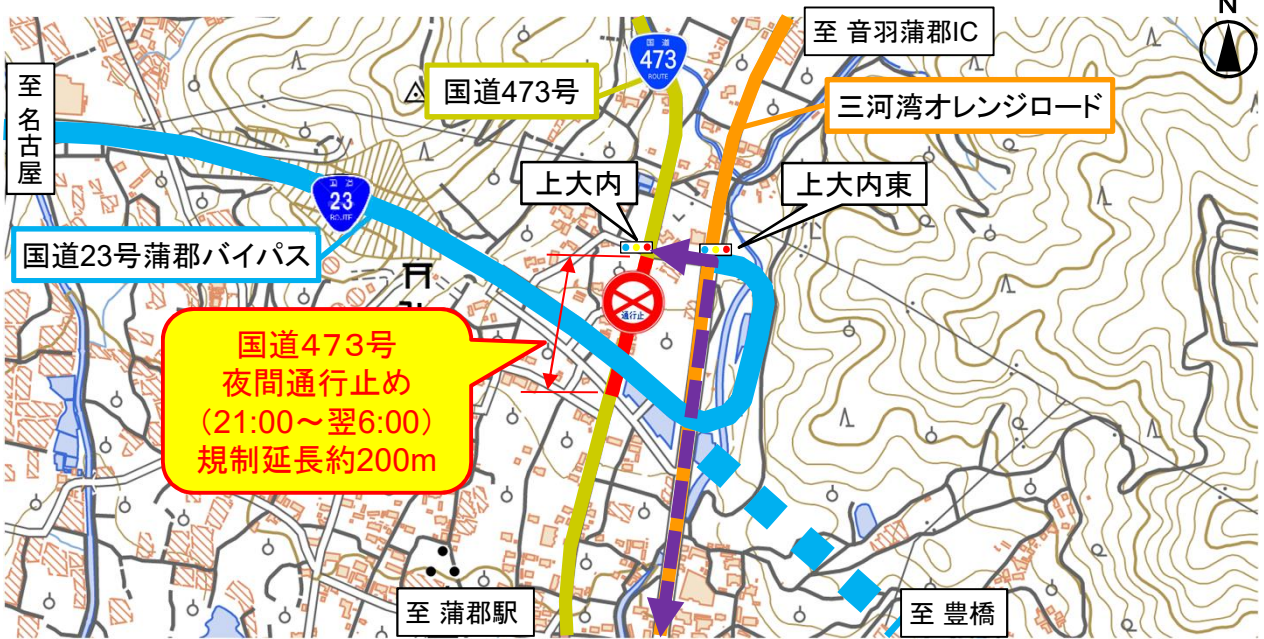 N
至 音羽蒲郡IC
国道
473
ROUTE
国道473号
三河湾オレンジロード
至 名古屋
上大内
上大内東
国道
23
ROUTE
国道23号蒲郡バイパス
通行止
国道473号
夜間通行止め
(21:00～翌6:00)
規制延長約200m
至 蒲郡駅
至 豊橋